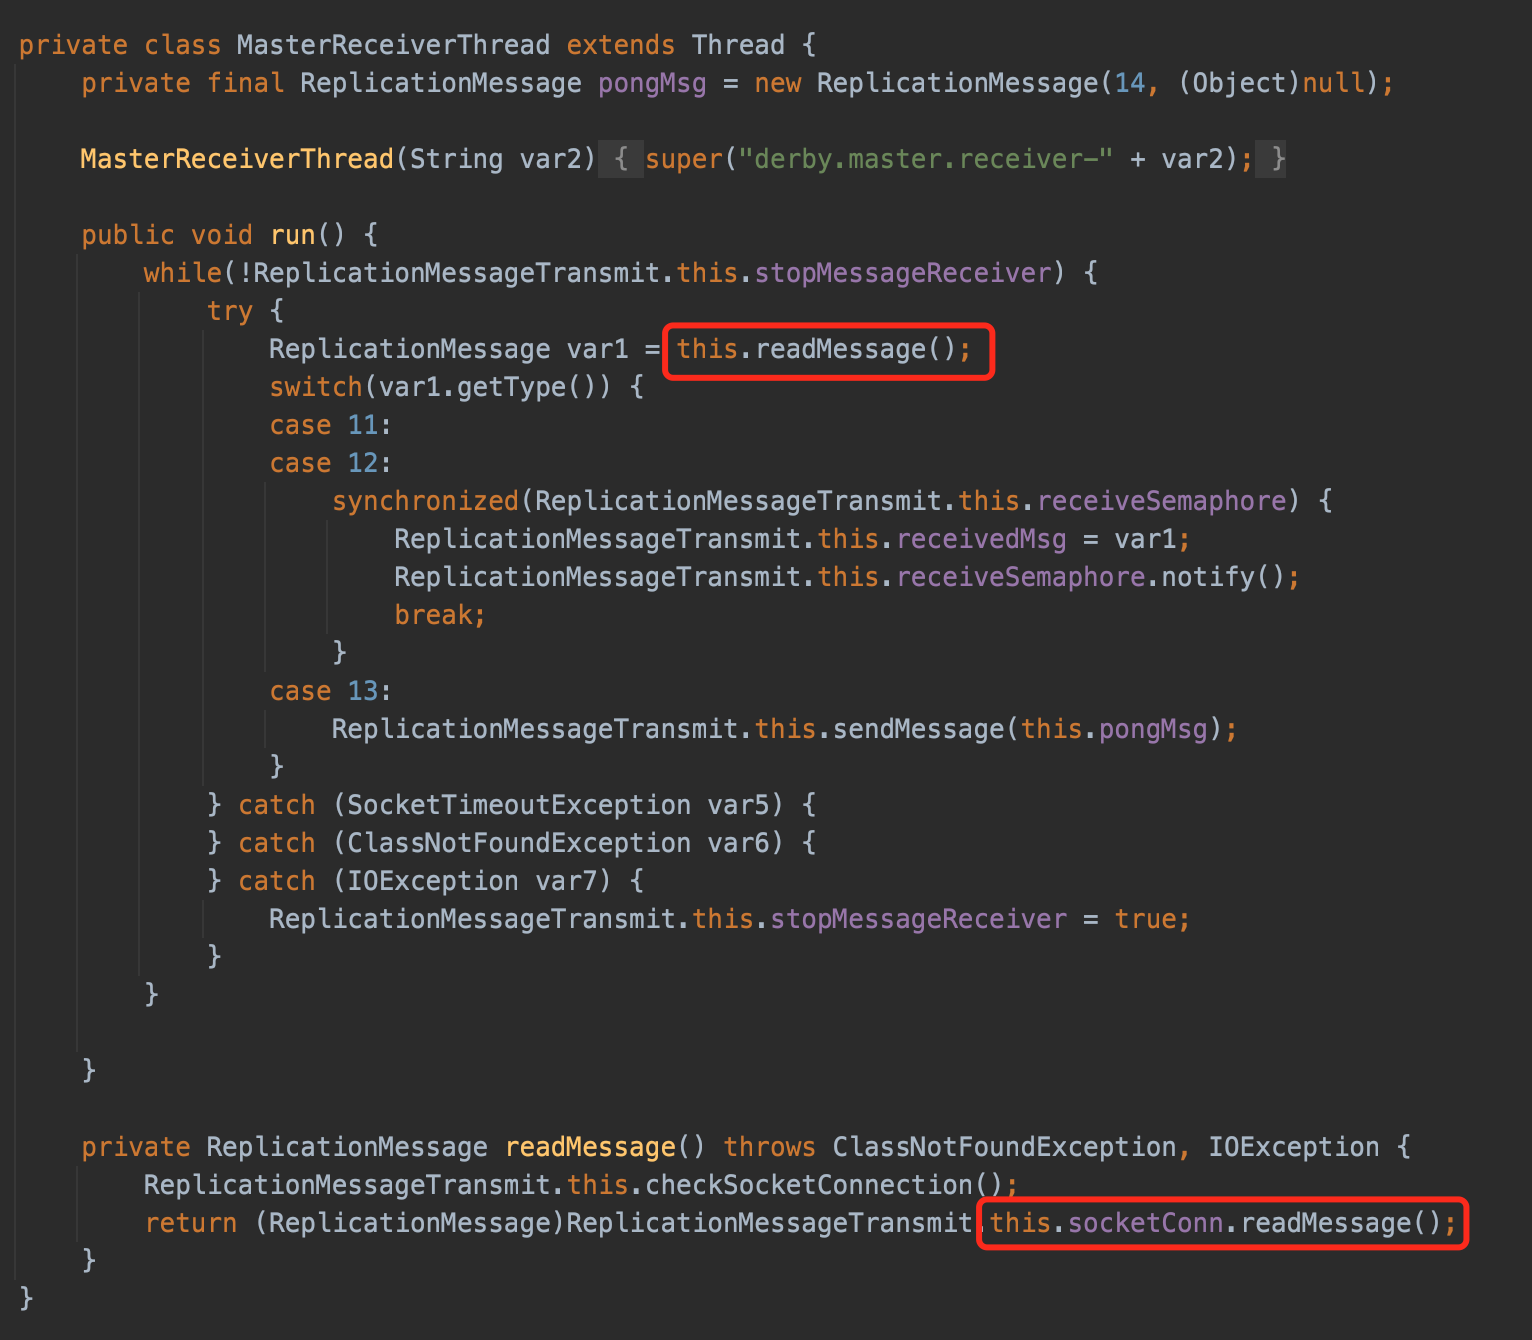 private class MasterReceiverThread extends Thread {
    private final ReplicationMessage pongMsg = new ReplicationMessage(14, (Object)null);

    MasterReceiverThread(String var2) { super("derby.master.receiver-" + var2); }

    public void run() {
        while(!ReplicationMessageTransmit.this.stopMessageReceiver) {
            try {
                ReplicationMessage var1 = this.readMessage();
                switch(var1.getType()) {
                case 11:
                case 12:
                    synchronized(ReplicationMessageTransmit.this.receiveSemaphore) {
                        ReplicationMessageTransmit.this.receivedMsg = var1;
                        ReplicationMessageTransmit.this.receiveSemaphore.notify();
                        break;
                    }
                case 13:
                    ReplicationMessageTransmit.this.sendMessage(this.pongMsg);
                }
            } catch (SocketTimeoutException var5) {
            } catch (ClassNotFoundException var6) {
            } catch (IOException var7) {
                ReplicationMessageTransmit.this.stopMessageReceiver = true;
            }
        }

    }

    private ReplicationMessage readMessage() throws ClassNotFoundException, IOException {
        ReplicationMessageTransmit.this.checkSocketConnection();
        return (ReplicationMessage)ReplicationMessageTransmit.this.socketConn.readMessage();
    }
}